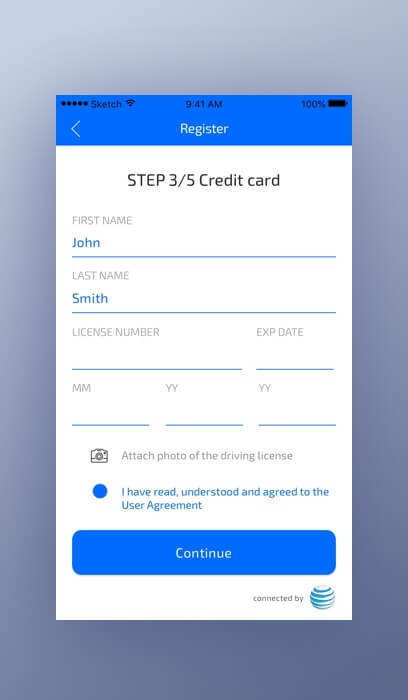 Sketch 9:41 AM 100%
Register
STEP 3/5 Credit card
FIRST NAME
John
LAST NAME
Smith
LICENSE NUMBER EXP DATE
MM YY YY
Attach photo of the driving license
I have read, understood and agreed to the
User Agreement
Continue
connected by